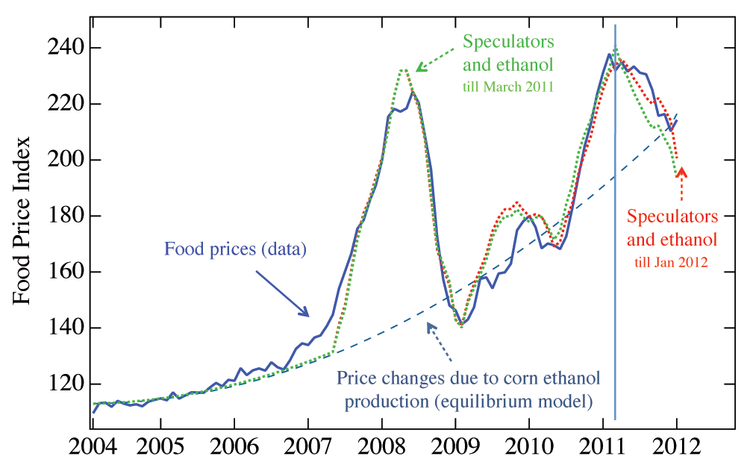 Food Price Index
240
220
200
180
160
140
120
2004 2005 2006 2007 2008 2009 2010 2011 2012
Speculators
and ethanol
till March 2011
Food prices (data)
Speculators
and ethanol
till Jan 2012
Price changes due to corn ethanol
production (equilibrium model)